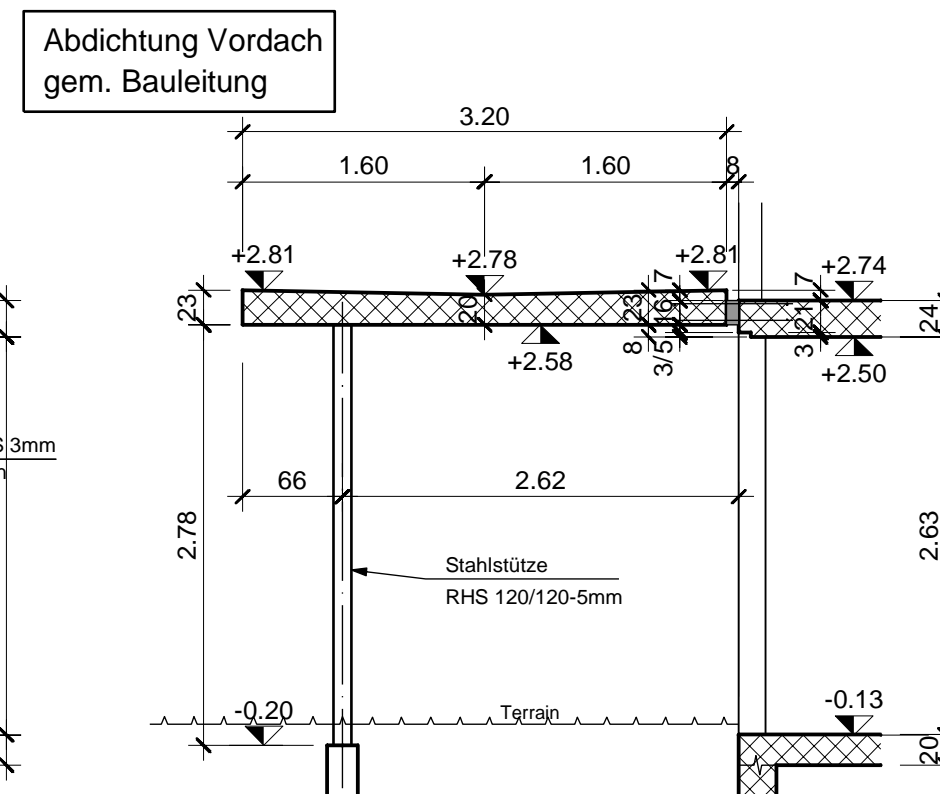 Abdichtung Vordach
gem. Bauleitung
3.20
1.60 1.60 8
+2.81 +2.78 +2.81 +2.74
23 20 23 7 16 7 21 24
8 3/5 3
+2.58 +2.50
3mm
66 2.62
2.78 2.63
Stahlstütze
RHS 120/120-5mm
-0.20 Terrain -0.13
20